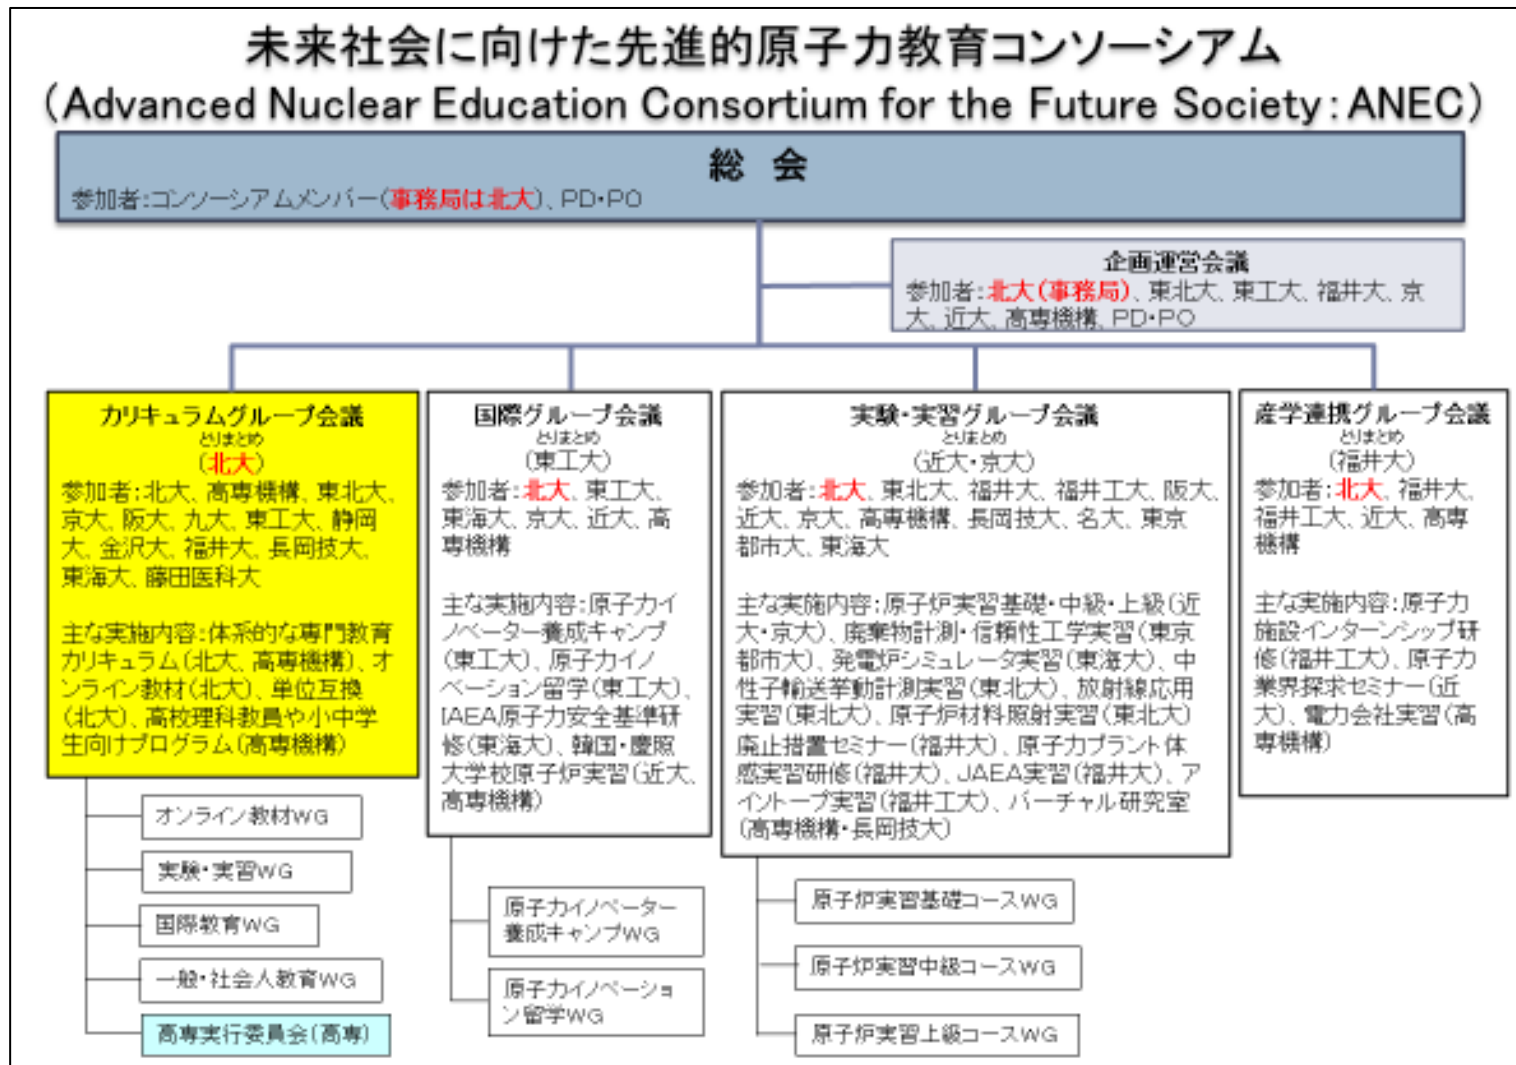 未来社会に向けた先進的原子力教育コンソーシアム
（Advanced Nuclear Education Consortium for the Future Society：ANEC）
総 会
参加者：コンソーシアムメンバー（事務局は北大）、PD・PO
企画運営会議
参加者：北大（事務局）、東北大、東工大、福井大、京
大、近大、高専機構、PD・PO
カリキュラムグループ会議
とりまとめ
（北大）
参加者：北大、高専機構、東北大、
京大、阪大、九大、東工大、静岡
大、金沢大、福井大、長岡技大、
東海大、藤田医科大
主な実施内容：体系的な専門教育
カリキュラム（北大、高専機構）、オ
ンライン教材（北大）、単位互換
（北大）、高校理科教員や小中学
生向けプログラム（高専機構）
オンライン教材WG
実験・実習WG
国際教育WG
一般・社会人教育WG
高専実行委員会（高専）
国際グループ会議
とりまとめ
（東工大）
参加者：北大、東工大、
東海大、京大、近大、高
専機構
主な実施内容：原子力イ
ノベーター養成キャンプ
（東工大）、原子力イノ
ベーション留学（東工大）、
IAEA原子力安全基準研
修（東海大）、韓国・慶熙
大学校原子炉実習（近大、
高専機構）
原子力イノベーター
養成キャンプWG
原子力イノベーショ
ン留学WG
実験・実習グループ会議
とりまとめ
（近大・京大）
参加者：北大、東北大、福井大、福井工大、阪大、
近大、京大、高専機構、長岡技大、名大、東京
都市大、東海大
主な実施内容：原子炉実習基礎・中級・上級（近
大・京大）、廃棄物計測・信頼性工学実習（東京
都市大）、発電炉シミュレータ実習（東海大）、中
性子輸送挙動計測実習（東北大）、放射線応用
実習（東北大）、原子炉材料照射実習（東北大）
廃止措置セミナー（福井大）、原子力プラント体
感実習研修（福井大）、JAEA実習（福井大）、ア
イソトープ実習（福井工大）、バーチャル研究室
（高専機構・長岡技大）
原子炉実習基礎コースWG
原子炉実習中級コースWG
原子炉実習上級コースWG
産学連携グループ会議
とりまとめ
（福井大）
参加者：北大、福井大、
福井工大、近大、高専
機構
主な実施内容：原子力
施設インターンシップ研
修（福井工大）、原子力
業界探求セミナー（近
大）、電力会社実習（高
専機構）